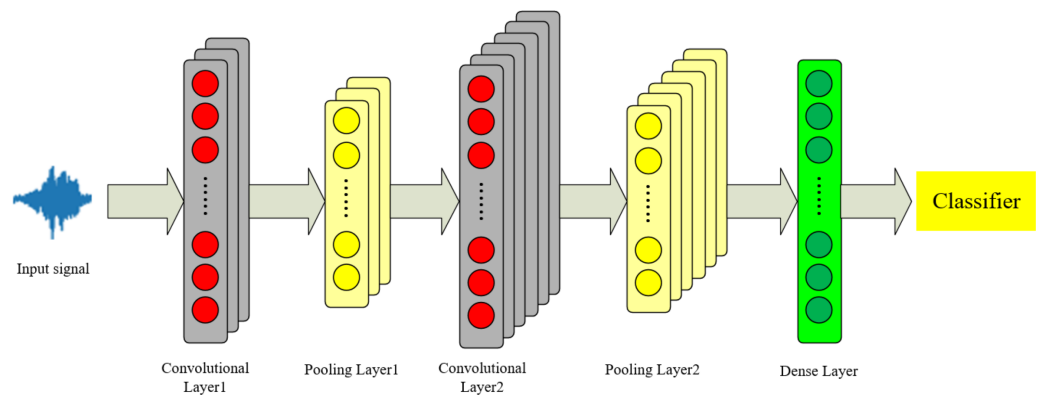 Input signal
Convolutional
Layer1
Pooling Layer1
Convolutional
Layer2
Pooling Layer2
Dense Layer
Classifier